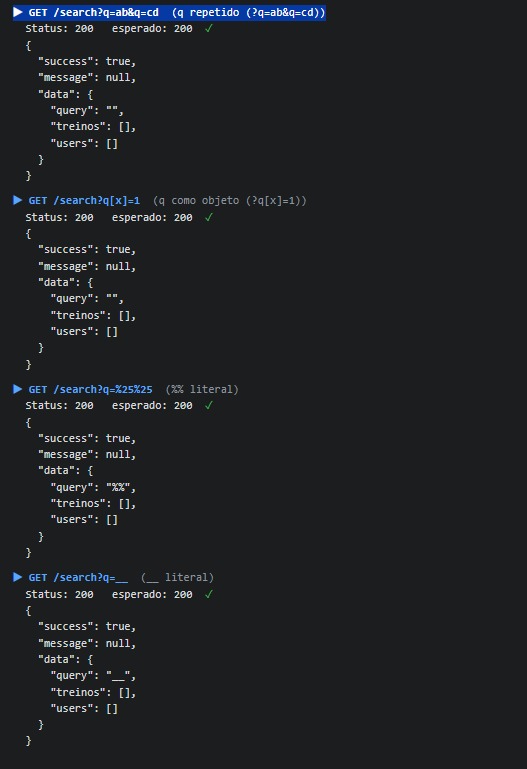 ▶ GET /search?q=ab&q=cd (q repetido (?q=ab&q=cd))
Status: 200 esperado: 200 ✓
{
"success": true,
"message": null,
"data": {
"query": "",
"treinos": [],
"users": []
}
}
▶ GET /search?q[x]=1 (q como objeto (?q[x]=1))
Status: 200 esperado: 200 ✓
{
"success": true,
"message": null,
"data": {
"query": "",
"treinos": [],
"users": []
}
}
▶ GET /search?q=%25%25 (%% literal)
Status: 200 esperado: 200 ✓
{
"success": true,
"message": null,
"data": {
"query": "%%",
"treinos": [],
"users": []
}
}
▶ GET /search?q=__ (__ literal)
Status: 200 esperado: 200 ✓
{
"success": true,
"message": null,
"data": {
"query": "__",
"treinos": [],
"users": []
}
}